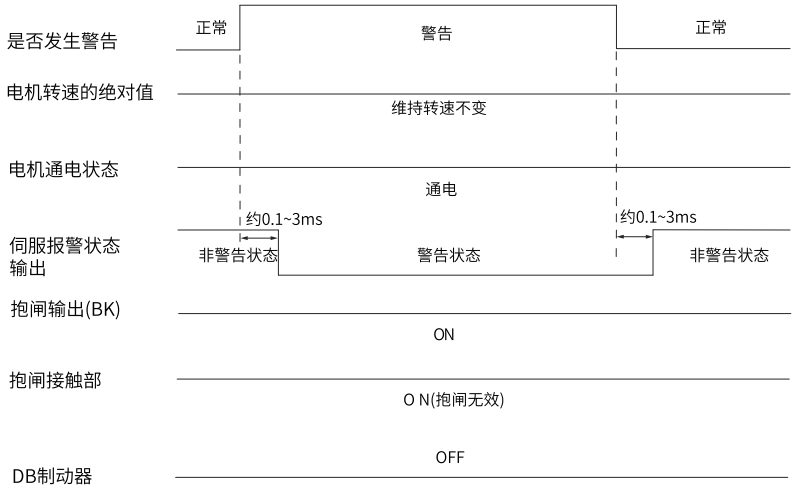 正常
警告
正常
是否发生警告
电机转速的绝对值
维持转速不变
电机通电状态
通电
约0.1~3ms
约0.1~3ms
伺服报警状态
输出
非警告状态
警告状态
非警告状态
抱闸输出(BK)
ON
抱闸接触部
O N(抱闸无效)
OFF
DB制动器